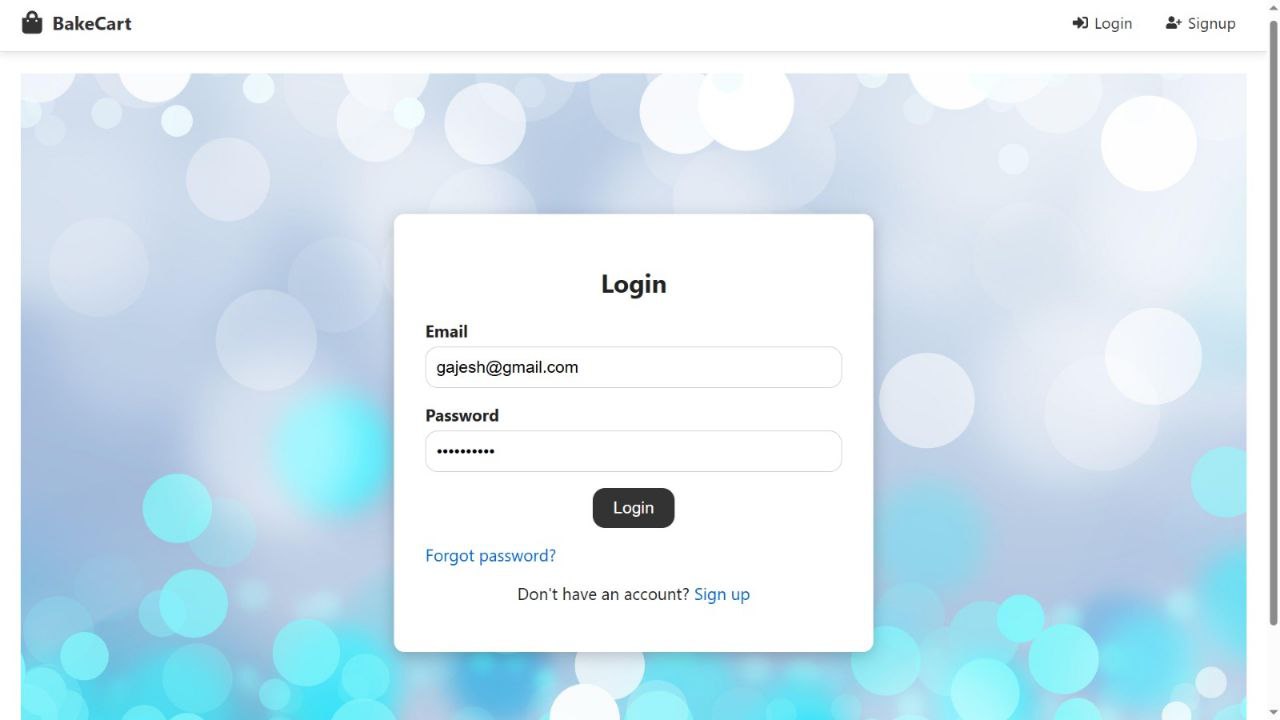 BakeCart
Login
Signup
Login
Email
gajesh@gmail.com
Password
••••••••••
Login
Forgot password?
Don't have an account? Sign up